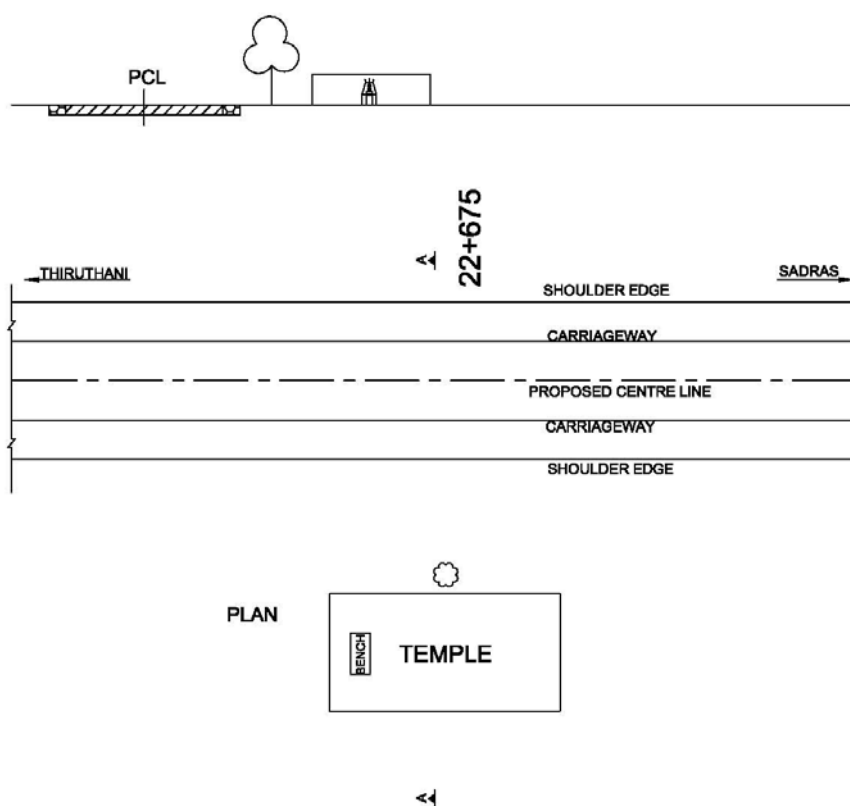 PCL
A
22+675
THIRUTHANI
SADRAS
SHOULDER EDGE
CARRIAGEWAY
PROPOSED CENTRE LINE
CARRIAGEWAY
SHOULDER EDGE
PLAN
BENCH
TEMPLE
A